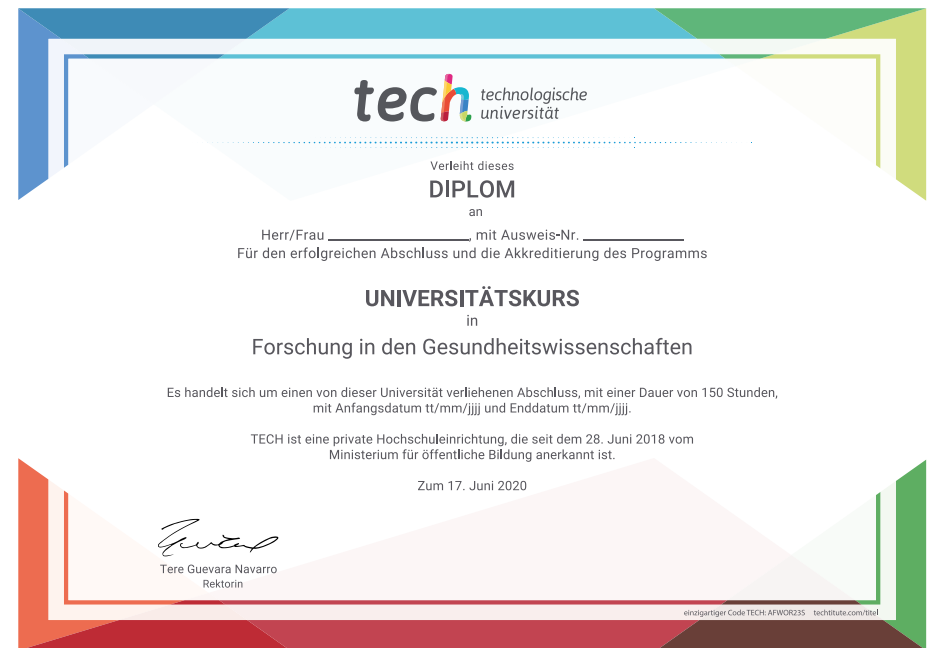 tech technologische
universität
Verleiht dieses
DIPLOM
an
Herr/Frau ____________________, mit Ausweis-Nr. ______________
Für den erfolgreichen Abschluss und die Akkreditierung des Programms
UNIVERSITÄTSKURS
in
Forschung in den Gesundheitswissenschaften
Es handelt sich um einen von dieser Universität verliehenen Abschluss, mit einer Dauer von 150 Stunden,
mit Anfangsdatum tt/mm/jjjj und Enddatum tt/mm/jjjj.
TECH ist eine private Hochschuleinrichtung, die seit dem 28. Juni 2018 vom
Ministerium für öffentliche Bildung anerkannt ist.
Zum 17. Juni 2020
Tere Guevara Navarro
Rektorin
einzigartiger Code TECH: AFWOR23S techtitute.com/titel